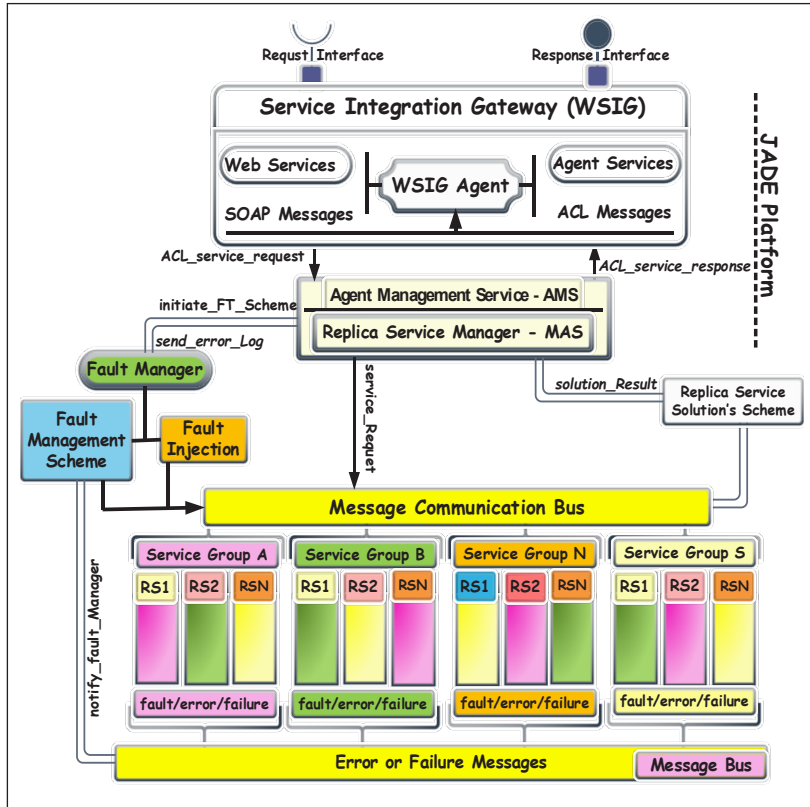 Requst Interface
Response Interface
Service Integration Gateway (WSIG)
Web Services
WSIG Agent
Agent Services
SOAP Messages
ACL Messages
JADE Platform
ACL_service_request
ACL_service_response
Agent Management Service - AMS
Replica Service Manager - MAS
initiate_FT_Scheme
send_error_Log
Fault Manager
service_Requet
solution_Result
Replica Service
Solution's Scheme
Fault
Management
Scheme
Fault
Injection
Message Communication Bus
Service Group A
Service Group B
Service Group N
Service Group S
RS1 RS2 RSN
RS1 RS2 RSN
RS1 RS2 RSN
RS1 RS2 RSN
notify_fault_Manager
fault/error/failure
fault/error/failure
fault/error/failure
fault/error/failure
Error or Failure Messages
Message Bus